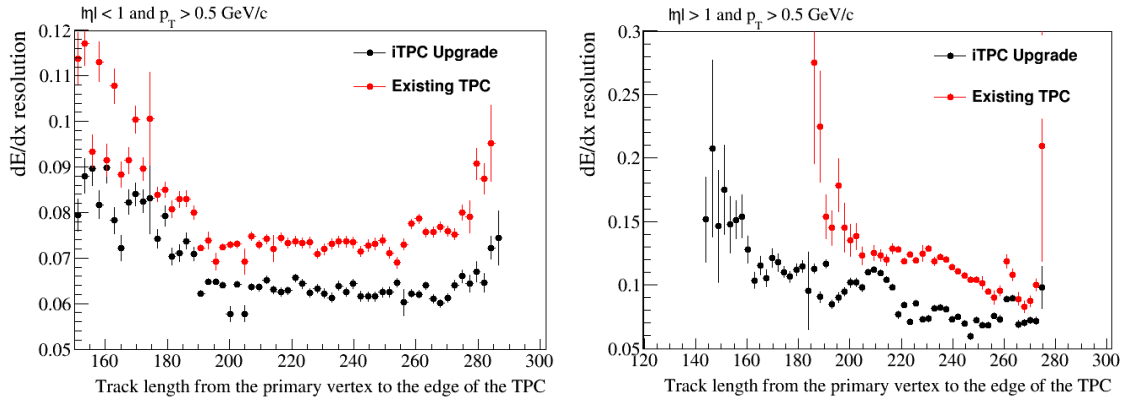 |η| < 1 and p_T > 0.5 GeV/c
dE/dx resolution
0.12
0.11
0.1
0.09
0.08
0.07
0.06
0.05
iTPC Upgrade
Existing TPC
160 180 200 220 240 260 280 300
Track length from the primary vertex to the edge of the TPC
|η| > 1 and p_T > 0.5 GeV/c
dE/dx resolution
0.3
0.25
0.2
0.15
0.1
0.05
iTPC Upgrade
Existing TPC
120 140 160 180 200 220 240 260 280 300
Track length from the primary vertex to the edge of the TPC